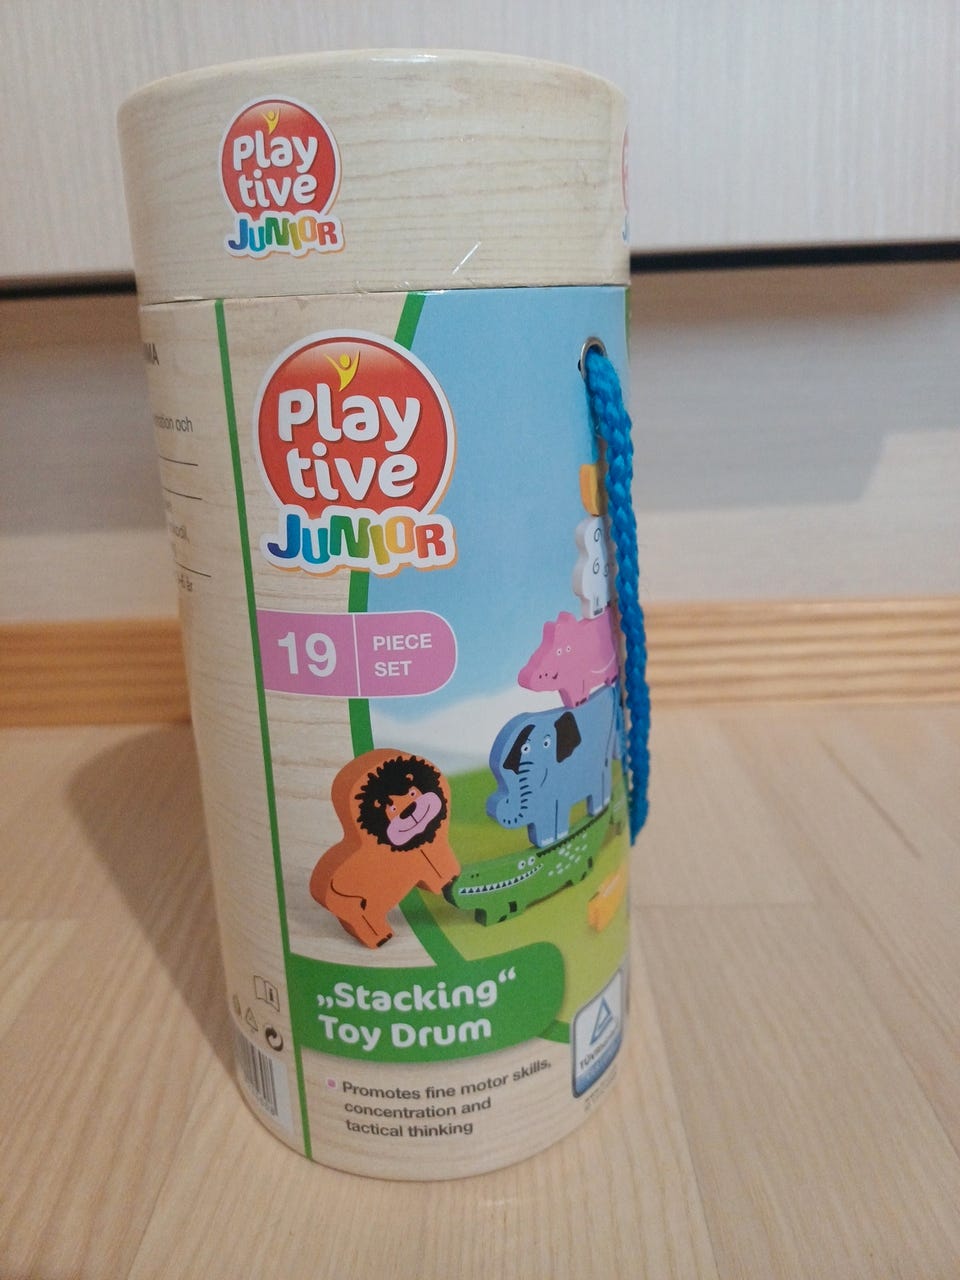 Play
tive
JUNIOR
Play
tive
JUNIOR
19 PIECE
SET
„Stacking“
Toy Drum
Promotes fine motor skills,
concentration and
tactical thinking
och